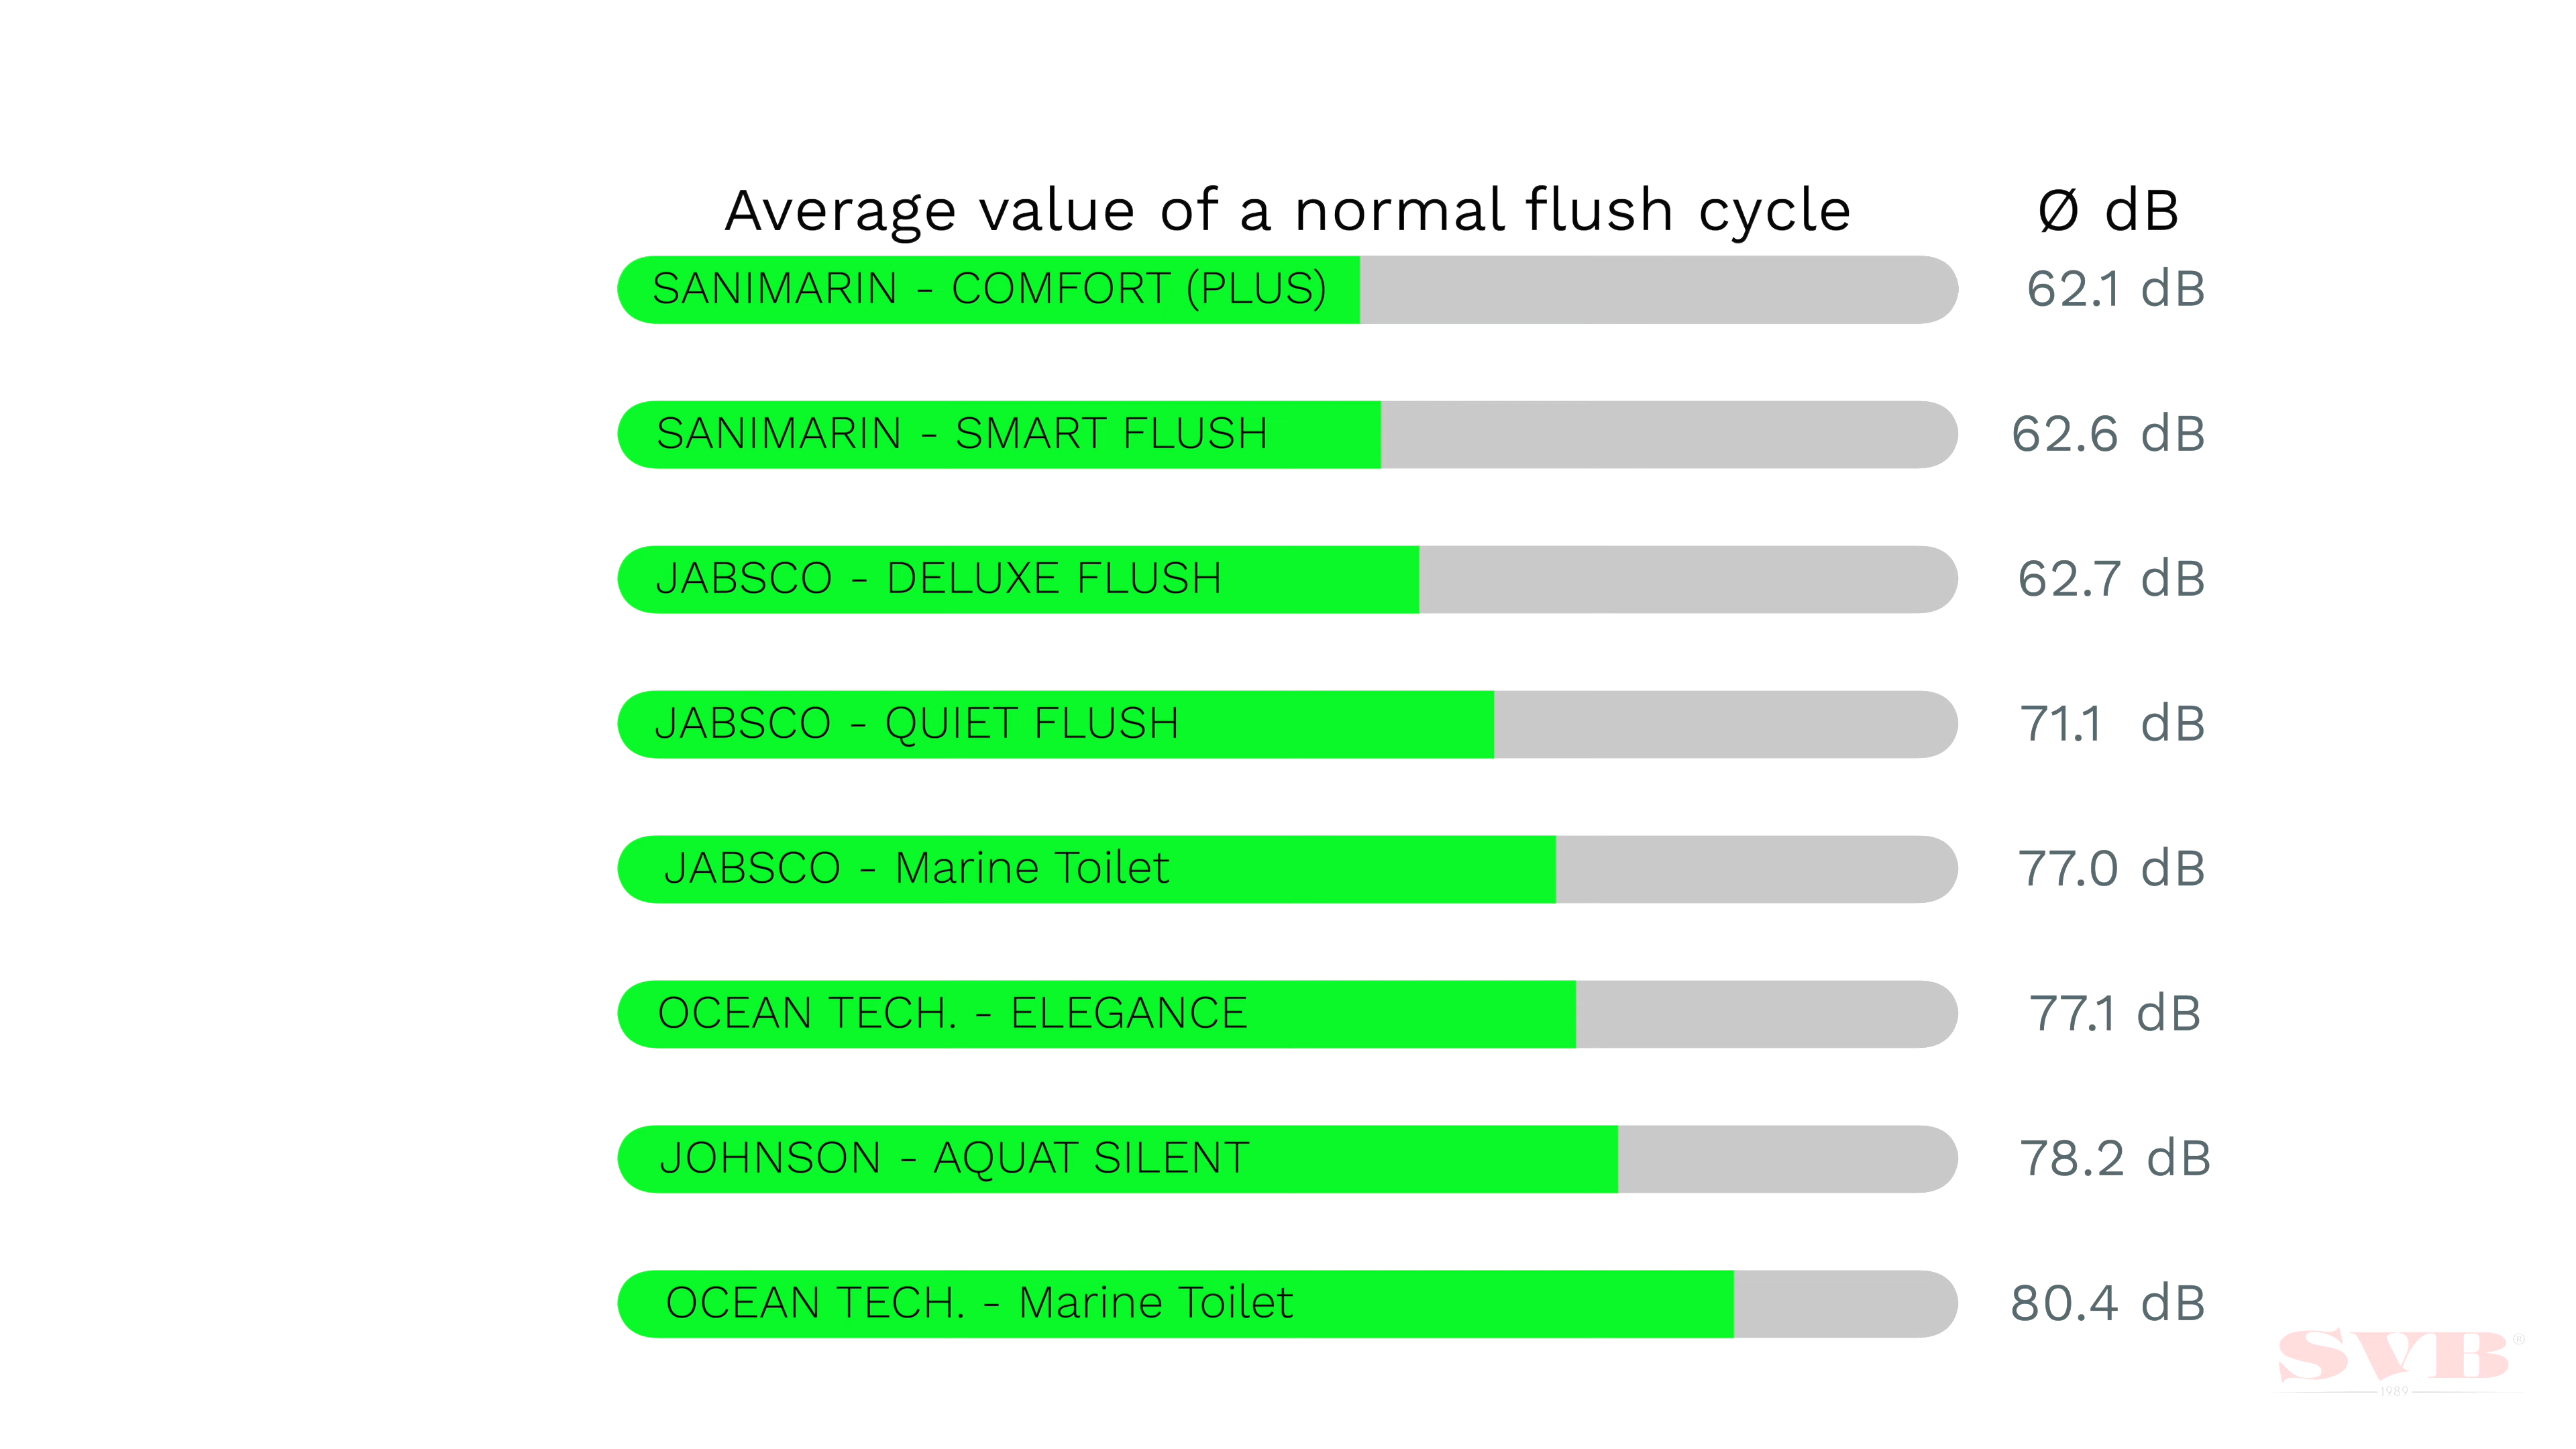 Average value of a normal flush cycle Ø dB
SANIMARIN - COMFORT (PLUS) 62.1 dB
SANIMARIN - SMART FLUSH 62.6 dB
JABSCO - DELUXE FLUSH 62.7 dB
JABSCO - QUIET FLUSH 71.1 dB
JABSCO - Marine Toilet 77.0 dB
OCEAN TECH. - ELEGANCE 77.1 dB
JOHNSON - AQUAT SILENT 78.2 dB
OCEAN TECH. - Marine Toilet 80.4 dB
SVB®
1989